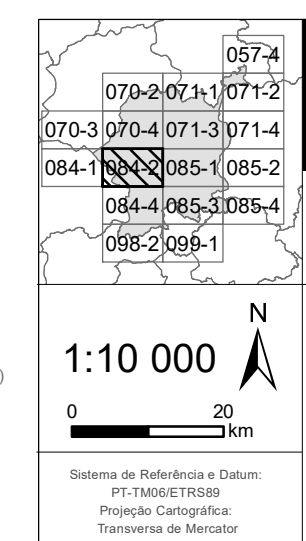 057-4
070-2 071-1 071-2
070-3 070-4 071-3 071-4
084-1 084-2 085-1 085-2
084-4 085-3 085-4
098-2 099-1
N
1:10 000
)
0 20
km
Sistema de Referência e Datum:
PT-TM06/ETRS89
Projeção Cartográfica:
Transversa de Mercator